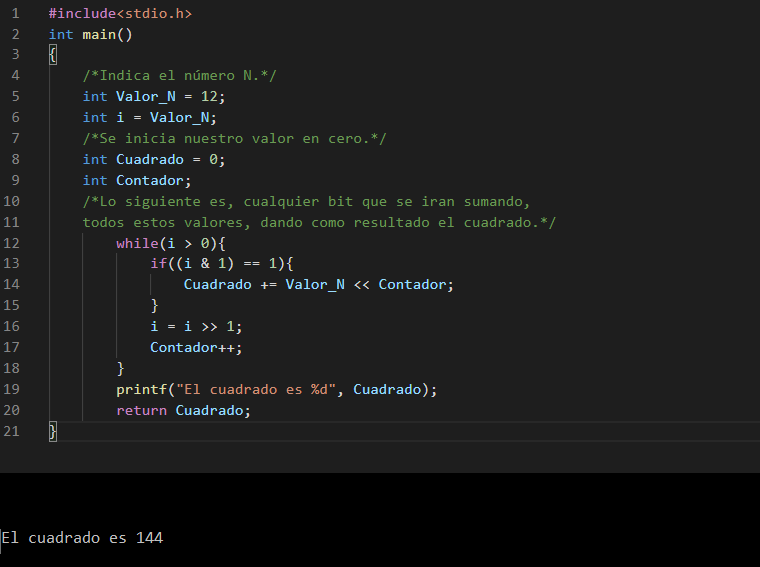 1 #include<stdio.h>
2 int main()
3 {
4 /*Indica el número N.*/
5 int Valor_N = 12;
6 int i = Valor_N;
7 /*Se inicia nuestro valor en cero.*/
8 int Cuadrado = 0;
9 int Contador;
10 /*Lo siguiente es, cualquier bit que se iran sumando,
11 todos estos valores, dando como resultado el cuadrado.*/
12 while(i > 0){
13 if((i & 1) == 1){
14 Cuadrado += Valor_N << Contador;
15 }
16 i = i >> 1;
17 Contador++;
18 }
19 printf("El cuadrado es %d", Cuadrado);
20 return Cuadrado;
21 }
El cuadrado es 144